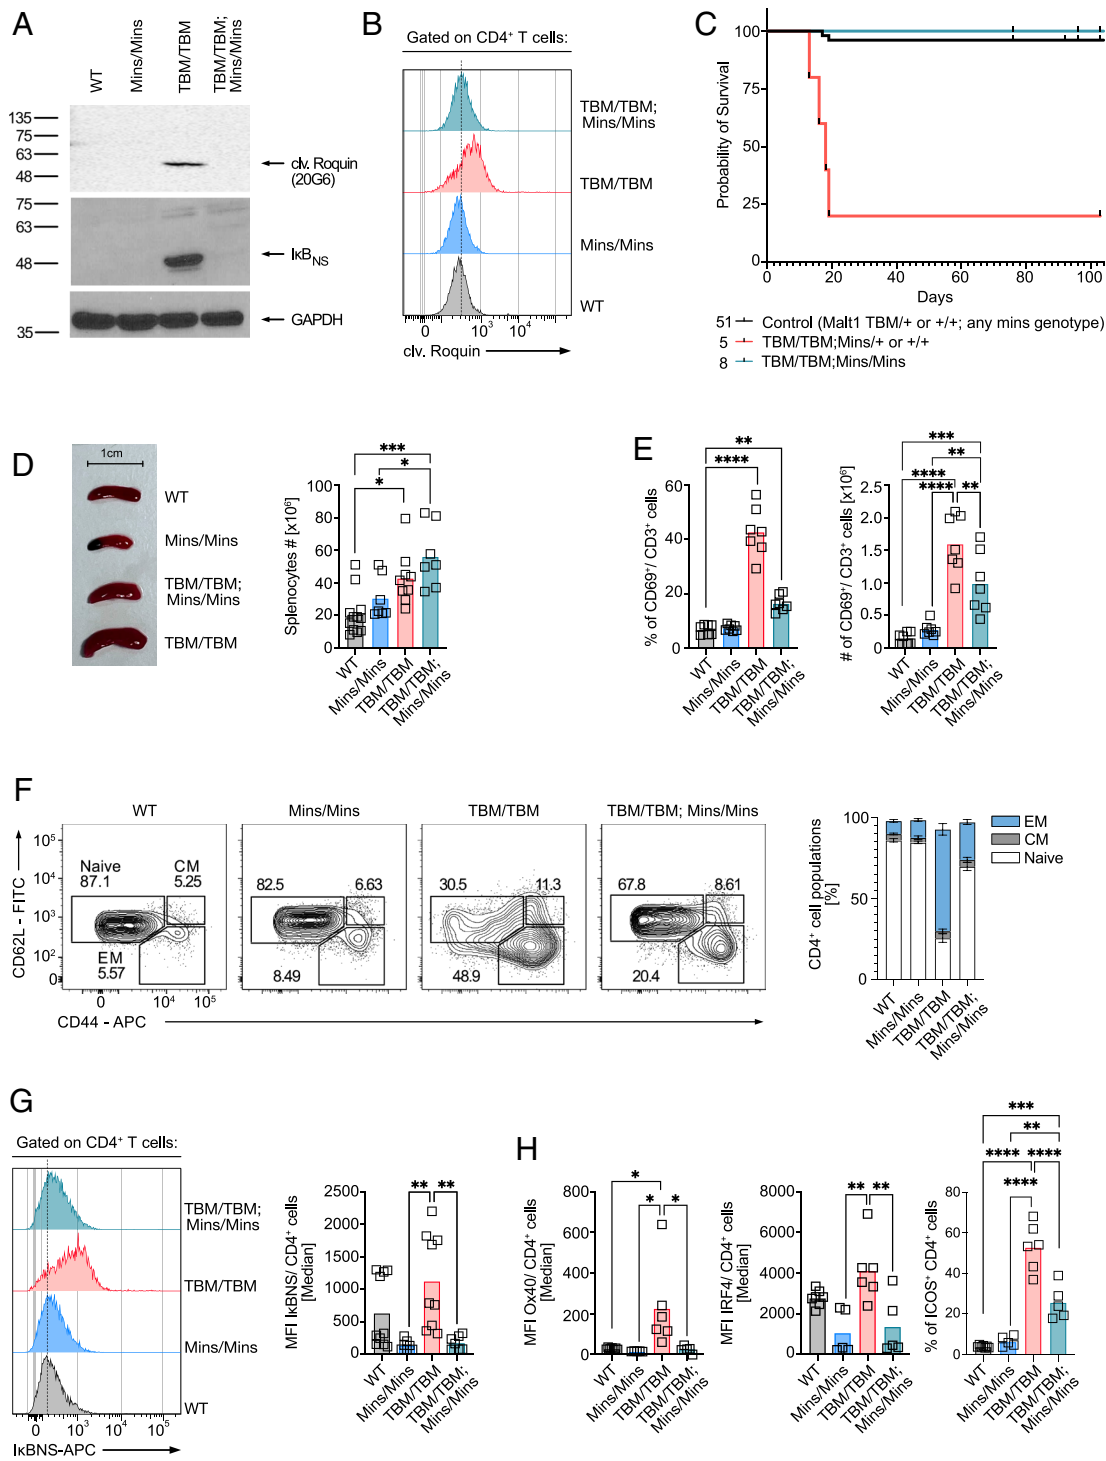 A
WT
Mins/Mins
TBM/TBM
TBM/TBM;
Mins/Mins
135
75
63
48
clv. Roquin
(20G6)
75
63
48
IκB_NS
35
GAPDH
B
Gated on CD4⁺ T cells:
TBM/TBM;
Mins/Mins
TBM/TBM
Mins/Mins
WT
0
10³
10⁴
clv. Roquin
C
Probability of Survival
100
75
50
25
0
0
20
40
60
80
100
Days
51 Control (Malt1 TBM/+ or +/+; any mins genotype)
5 TBM/TBM;Mins/+ or +/+
8 TBM/TBM;Mins/Mins
D
1cm
WT
Mins/Mins
TBM/TBM;
Mins/Mins
TBM/TBM
Splenocytes # [x10⁶]
100
80
60
40
20
0
***
*
*
WT
Mins/Mins
TBM/TBM
TBM/TBM;
Mins/Mins
E
% of CD69⁺/ CD3⁺ cells
60
40
20
0
**
****
WT
Mins/Mins
TBM/TBM
TBM/TBM;
Mins/Mins
# of CD69⁺/ CD3⁺ cells [x10⁶]
2.5
2.0
1.5
1.0
0.5
0
***
**
****
**** **
WT
Mins/Mins
TBM/TBM
TBM/TBM;
Mins/Mins
F
WT
Mins/Mins
TBM/TBM
TBM/TBM; Mins/Mins
CD62L - FITC
10⁵
10⁴
10³
10²
0
Naive
87.1
CM
5.25
EM
5.57
82.5
6.63
8.49
30.5
11.3
48.9
67.8
8.61
20.4
0
10⁴
10⁵
CD44 - APC
CD4⁺ cell populations
[%]
100
50
0
EM
CM
Naive
WT
Mins/Mins
TBM/TBM
TBM/TBM;
Mins/Mins
G
Gated on CD4⁺ T cells:
TBM/TBM;
Mins/Mins
TBM/TBM
Mins/Mins
WT
0
10³
10⁴
10⁵
IκBNS-APC
MFI IκBNS/ CD4⁺ cells
[Median]
2500
2000
1500
1000
500
0
** **
WT
Mins/Mins
TBM/TBM
TBM/TBM;
Mins/Mins
H
MFI Ox40/ CD4⁺ cells
[Median]
800
600
400
200
0
*
* *
WT
Mins/Mins
TBM/TBM
TBM/TBM;
Mins/Mins
MFI IRF4/ CD4⁺ cells
[Median]
8000
6000
4000
2000
0
** **
WT
Mins/Mins
TBM/TBM
TBM/TBM;
Mins/Mins
% of ICOS⁺ CD4⁺ cells
80
60
40
20
0
***
**
**** ****
****
WT
Mins/Mins
TBM/TBM
TBM/TBM;
Mins/Mins